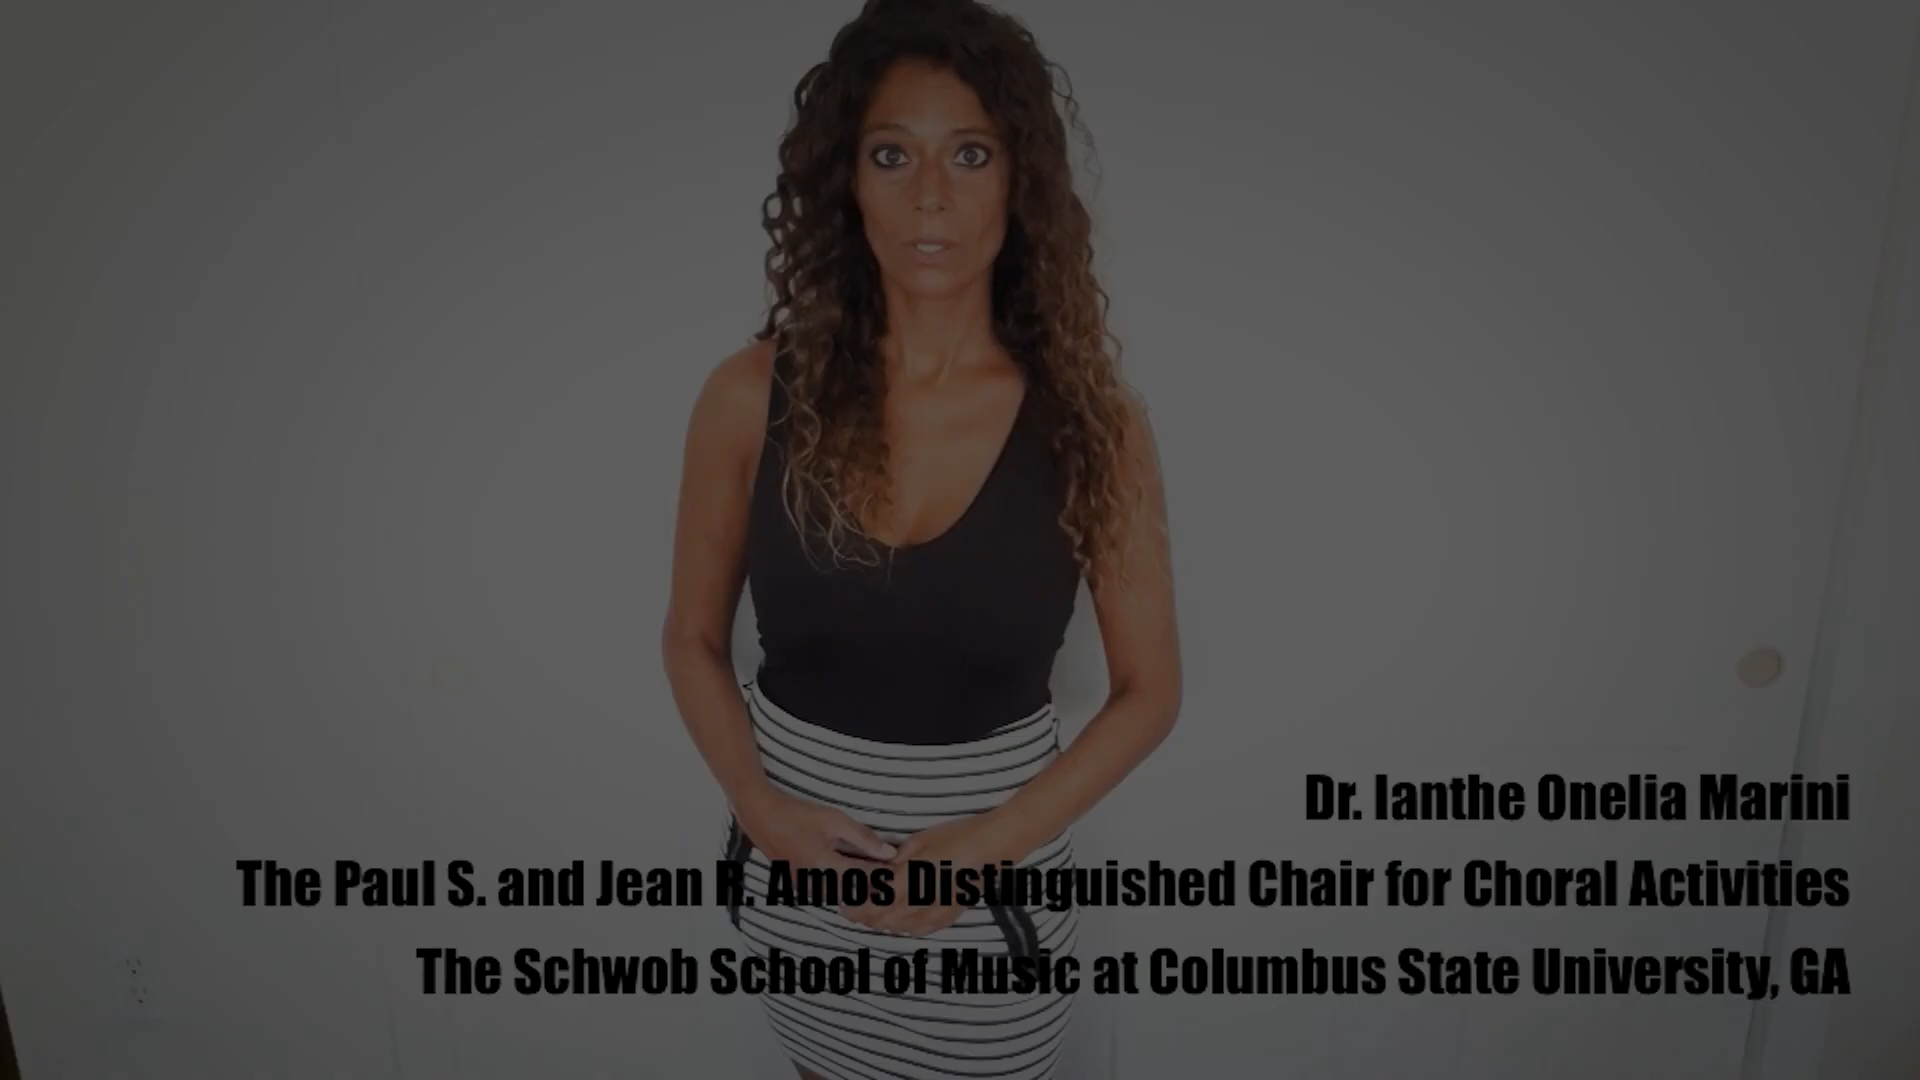 Dr. Ianthe Onelia Marini
The Paul S. and Jean R. Amos Distinguished Chair for Choral Activities
The Schwob School of Music at Columbus State University, GA